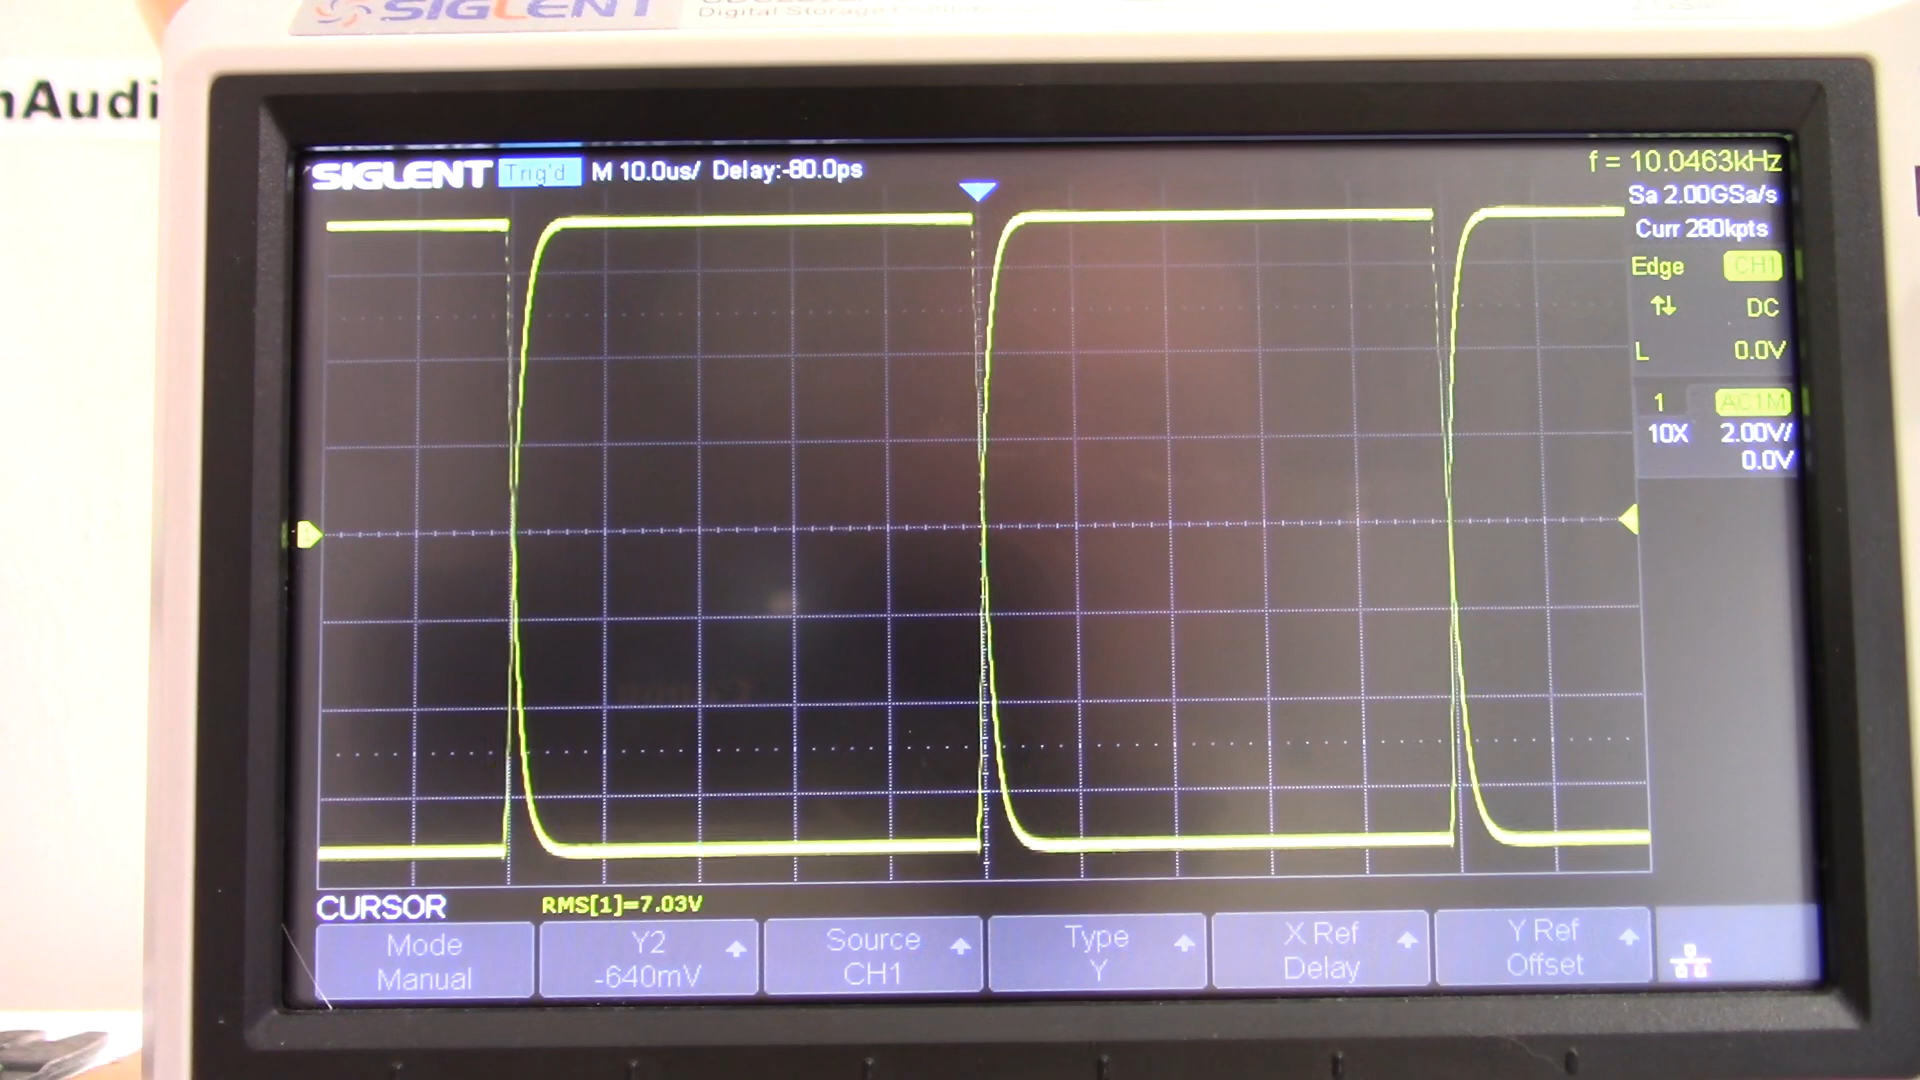 SIGLENT
Digital Storage
nAudi
SIGLENT Trig'd M 10.0us/ Delay:-80.0ps
f = 10.0463kHz
Sa 2.00GSa/s
Curr 280kpts
Edge CH1
DC
L 0.0V
1 AC1M
10X 2.00V/
0.0V
CURSOR RMS[1]=7.03V
Mode
Manual
Y2
-640mV
Source
CH1
Type
Y
X Ref
Delay
Y Ref
Offset